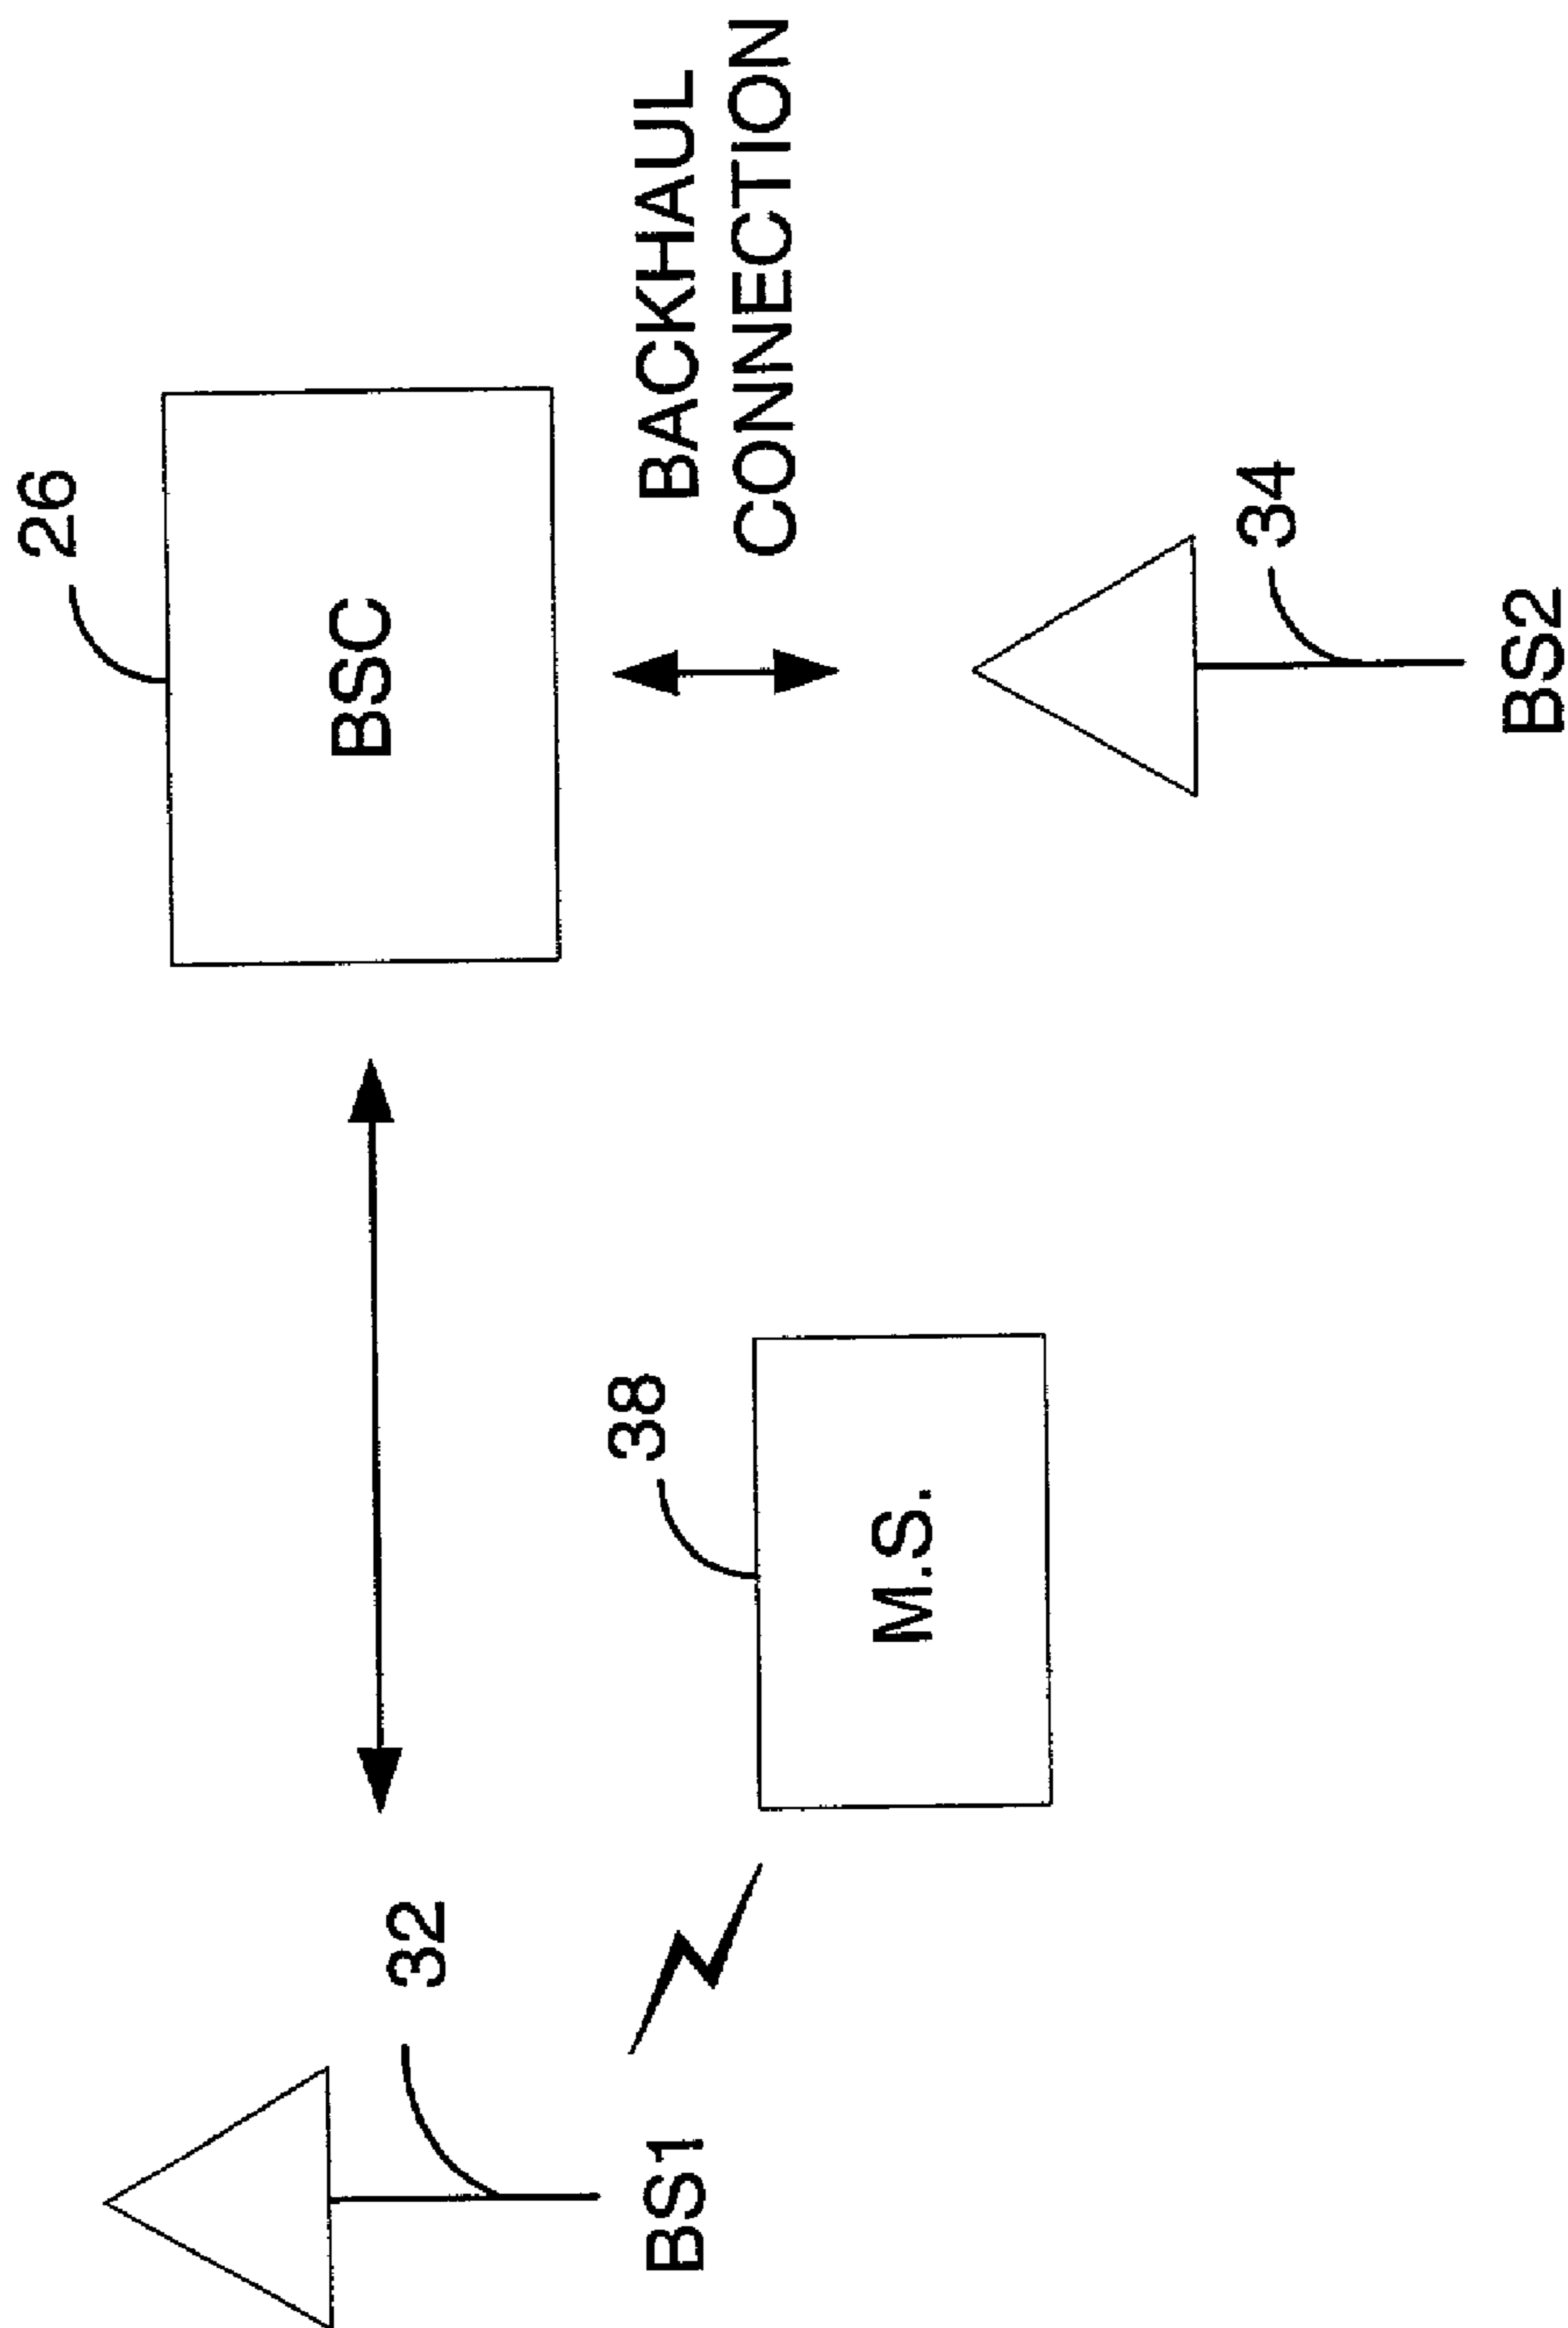 26
BSC
BACKHAUL
CONNECTION
34
BS2
38
M.S.
32
BS1